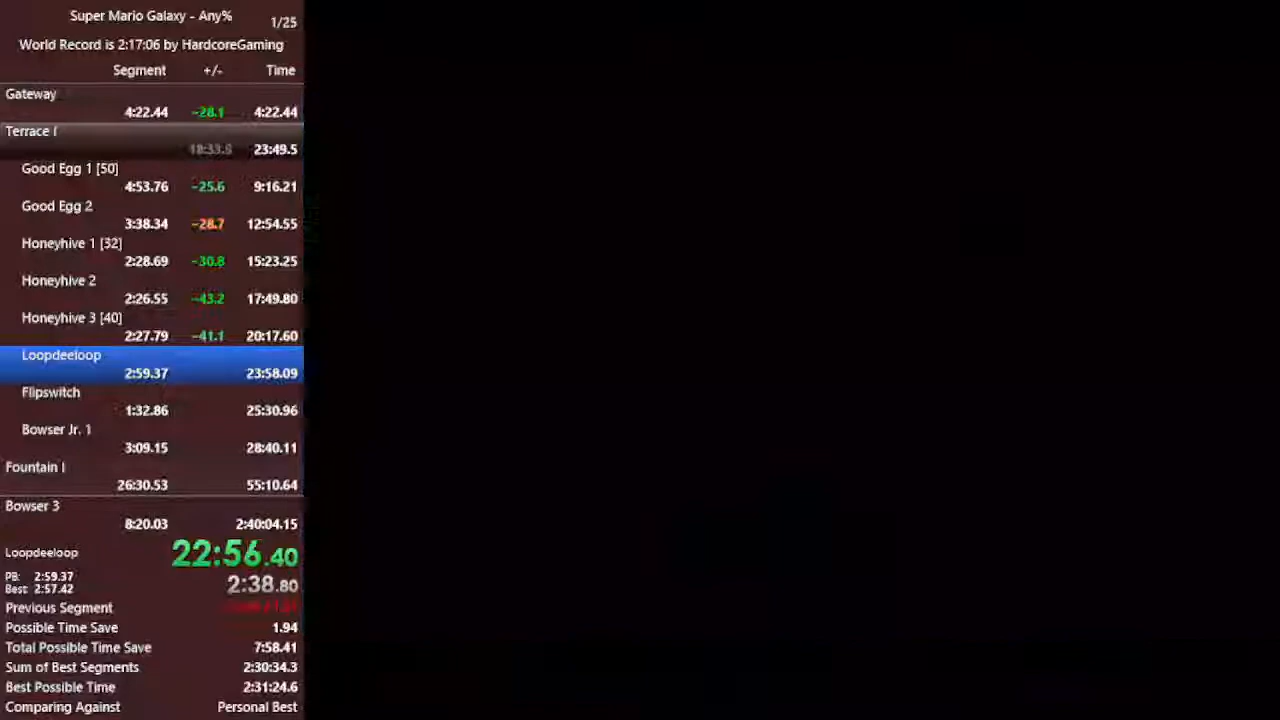 Super Mario Galaxy - Any%
1/25
World Record is 2:17:06 by HardcoreGaming
Segment +/- Time
Gateway
4:22.44 -28.1 4:22.44
Terrace I
18:33.9 23:49.5
Good Egg 1 [50]
4:53.76 -25.6 9:16.21
Good Egg 2
3:38.34 -28.7 12:54.55
Honeyhive 1 [32]
2:28.69 -30.8 15:23.25
Honeyhive 2
2:26.55 -43.2 17:49.80
Honeyhive 3 [40]
2:27.79 -41.1 20:17.60
Loopdeeloop
2:59.37 23:58.09
Flipswitch
1:32.86 25:30.96
Bowser Jr. 1
3:09.15 28:40.11
Fountain I
26:30.53 55:10.64
Bowser 3
8:20.03 2:40:04.15
Loopdeeloop 22:56.40
PB: 2:59.37
Best: 2:57.42
2:38.80
Previous Segment
Possible Time Save 1.94
Total Possible Time Save 7:58.41
Sum of Best Segments 2:30:34.3
Best Possible Time 2:31:24.6
Comparing Against Personal Best